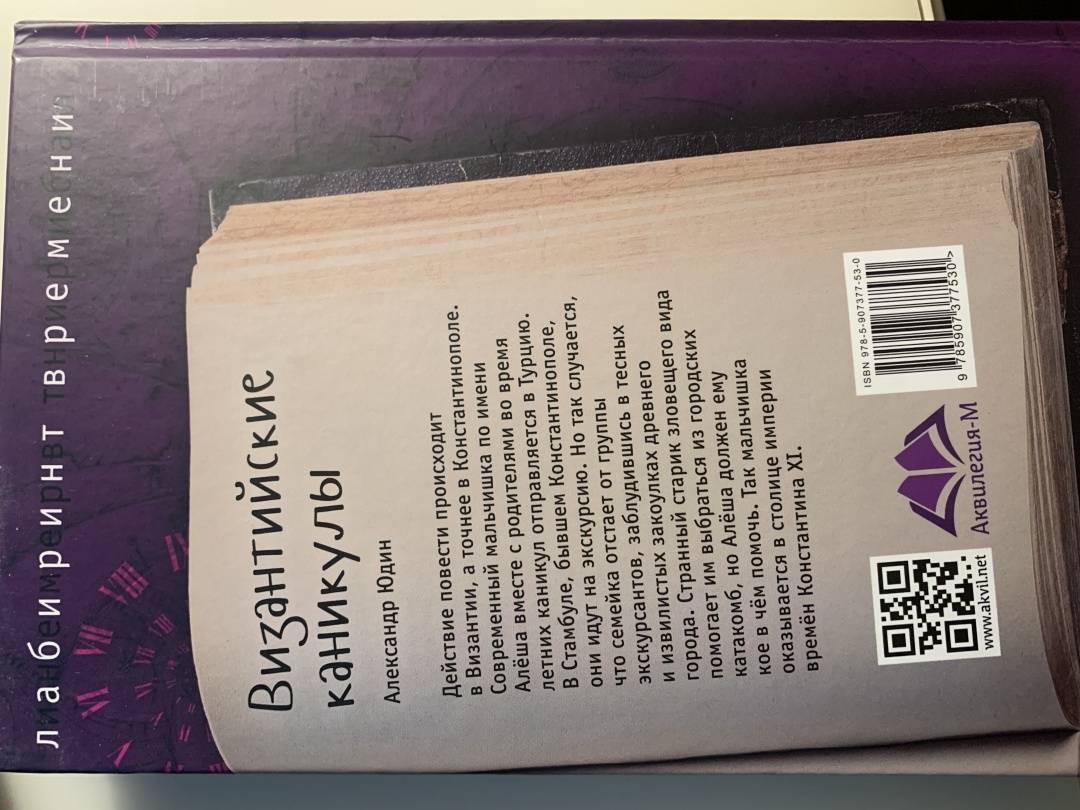 Византийские
каникулы
Александр Юдин
Действие повести происходит
в Византии, а точнее в Константинополе.
Современный мальчишка по имени
Алёша вместе с родителями во время
летних каникул отправляется в Турцию.
В Стамбуле, бывшем Константинополе,
они идут на экскурсию. Но так случается,
что семейка отстает от группы
экскурсантов, заблудившись в тесных
и извилистых закоулках древнего
города. Странный старик зловещего вида
помогает им выбраться из городских
катакомб, но Алёша должен ему
кое в чём помочь. Так мальчишка
оказывается в столице империи
времён Константина XI.
www.akvil.net
Аквилегия-М
ISBN 978-5-907377-53-0
9 785907 377530 >